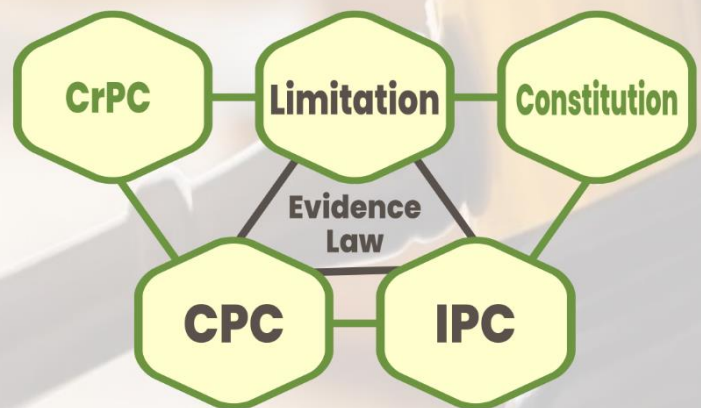 CrPC
Limitation
Constitution
Evidence
Law
CPC
IPC